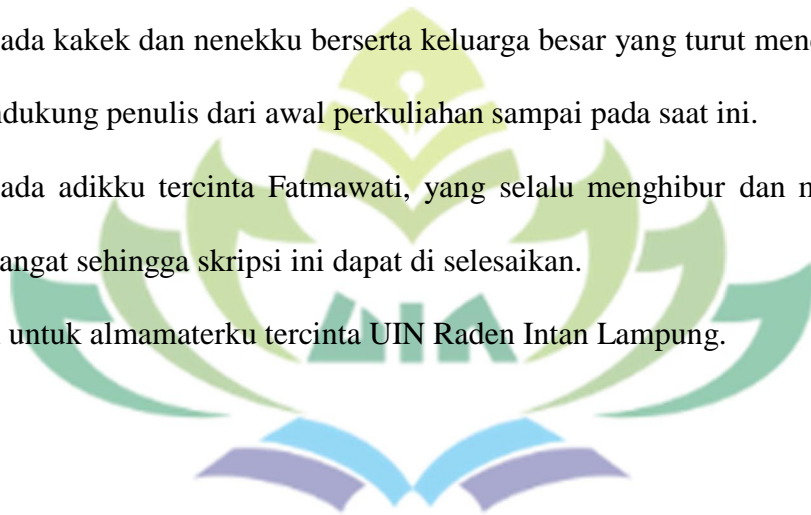 ada kakek dan nenekku berserta keluarga besar yang turut men
ndukung penulis dari awal perkuliahan sampai pada saat ini.
ada adikku tercinta Fatmawati, yang selalu menghibur dan
angat sehingga skripsi ini dapat di selesaikan.
untuk almamaterku tercinta UIN Raden Intan Lampung.
UIN